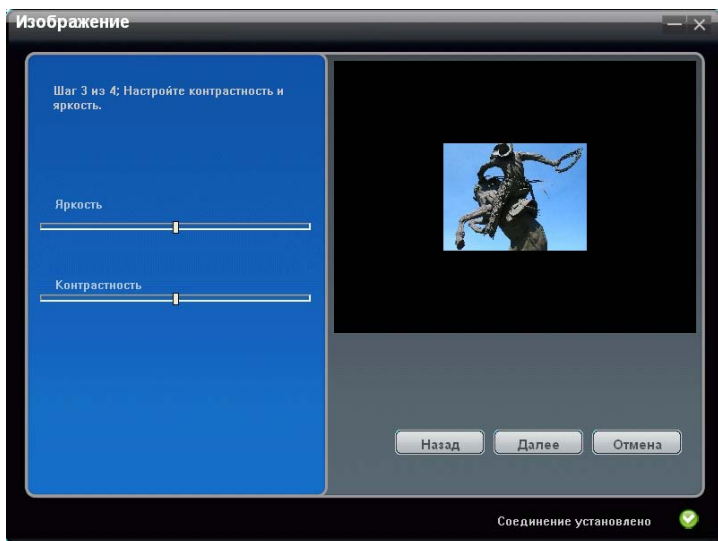 Изображение
Шаг 3 из 4; Настройте контрастность и
яркость.
Яркость
Контрастность
Назад
Далее
Отмена
Соединение установлено